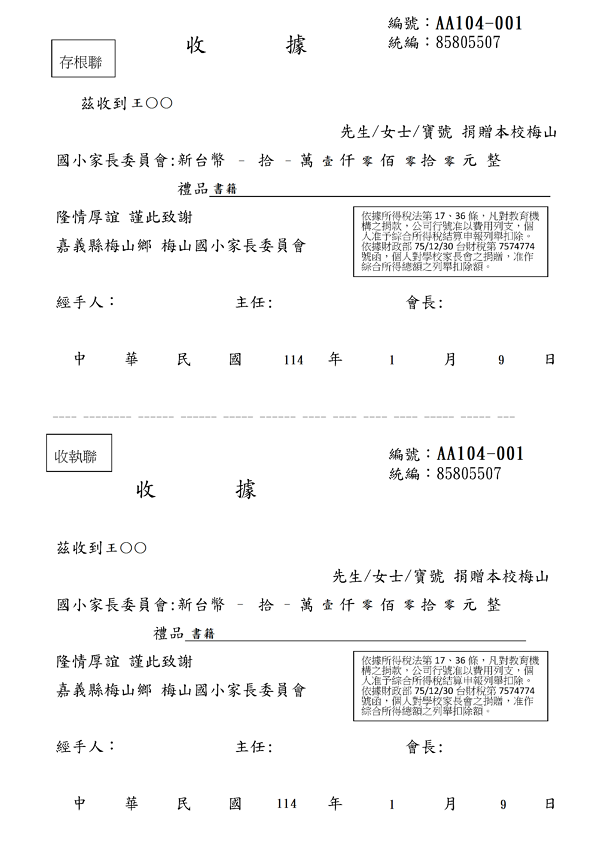 編號：AA104-001
統編：85805507
存根聯
收 據
茲收到王〇〇
先生/女士/寶號 捐贈本校梅山
國小家長委員會:新台幣 - 拾 - 萬 壹 仟 零 佰 零 拾 零 元 整
禮品書籍
隆情厚誼 謹此致謝
嘉義縣梅山鄉 梅山國小家長委員會
依據所得稅法第 17、36 條，凡對教育機
構之捐款，公司行號准以費用列支，個
人准予綜合所得稅結算申報列舉扣除。
依據財政部 75/12/30 台財稅第 7574774
號函，個人對學校家長會之捐贈，准作
綜合所得總額之列舉扣除額。
經手人： 主任: 會長:
中 華 民 國 114 年 1 月 9 日
收執聯
編號：AA104-001
統編：85805507
收 據
茲收到王〇〇
先生/女士/寶號 捐贈本校梅山
國小家長委員會:新台幣 - 拾 - 萬 壹 仟 零 佰 零 拾 零 元 整
禮品 書籍
隆情厚誼 謹此致謝
嘉義縣梅山鄉 梅山國小家長委員會
依據所得稅法第 17、36 條，凡對教育機
構之捐款，公司行號准以費用列支，個
人准予綜合所得稅結算申報列舉扣除。
依據財政部 75/12/30 台財稅第 7574774
號函，個人對學校家長會之捐贈，准作
綜合所得總額之列舉扣除額。
經手人： 主任: 會長:
中 華 民 國 114 年 1 月 9 日